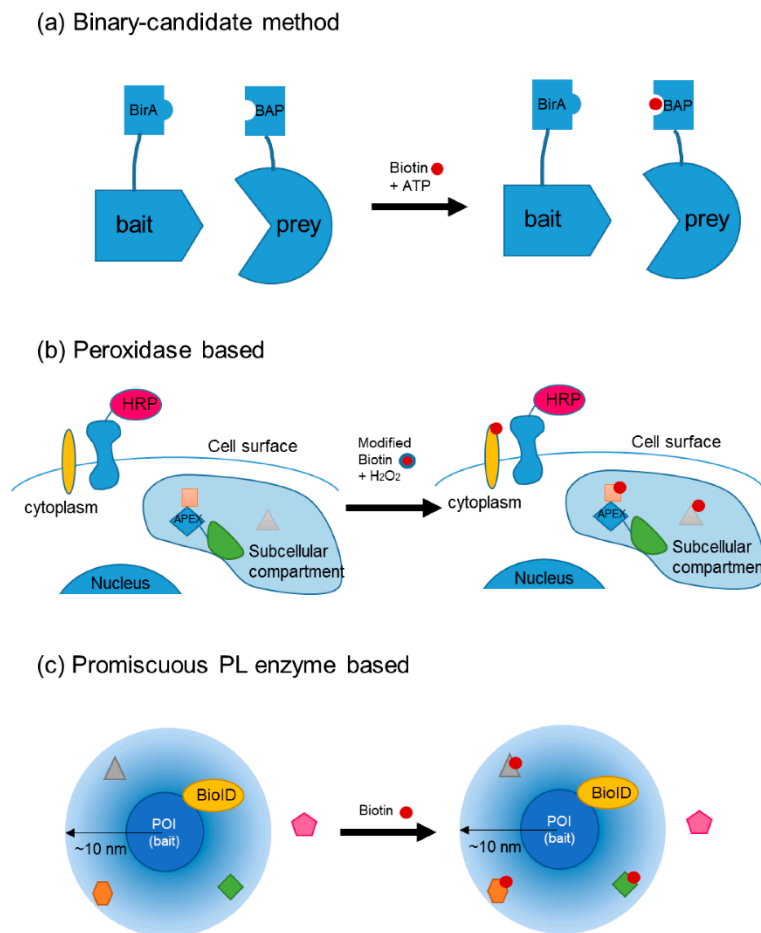 (a) Binary-candidate method
BirA
BAP
bait
prey
Biotin
+ ATP
BirA
BAP
bait
prey
(b) Peroxidase based
HRP
Cell surface
cytoplasm
APEX
Subcellular
compartment
Nucleus
Modified
Biotin
+ H₂O₂
HRP
Cell surface
cytoplasm
APEX
Subcellular
compartment
Nucleus
(c) Promiscuous PL enzyme based
BioID
POI
(bait)
~10 nm
Biotin
BioID
POI
(bait)
~10 nm